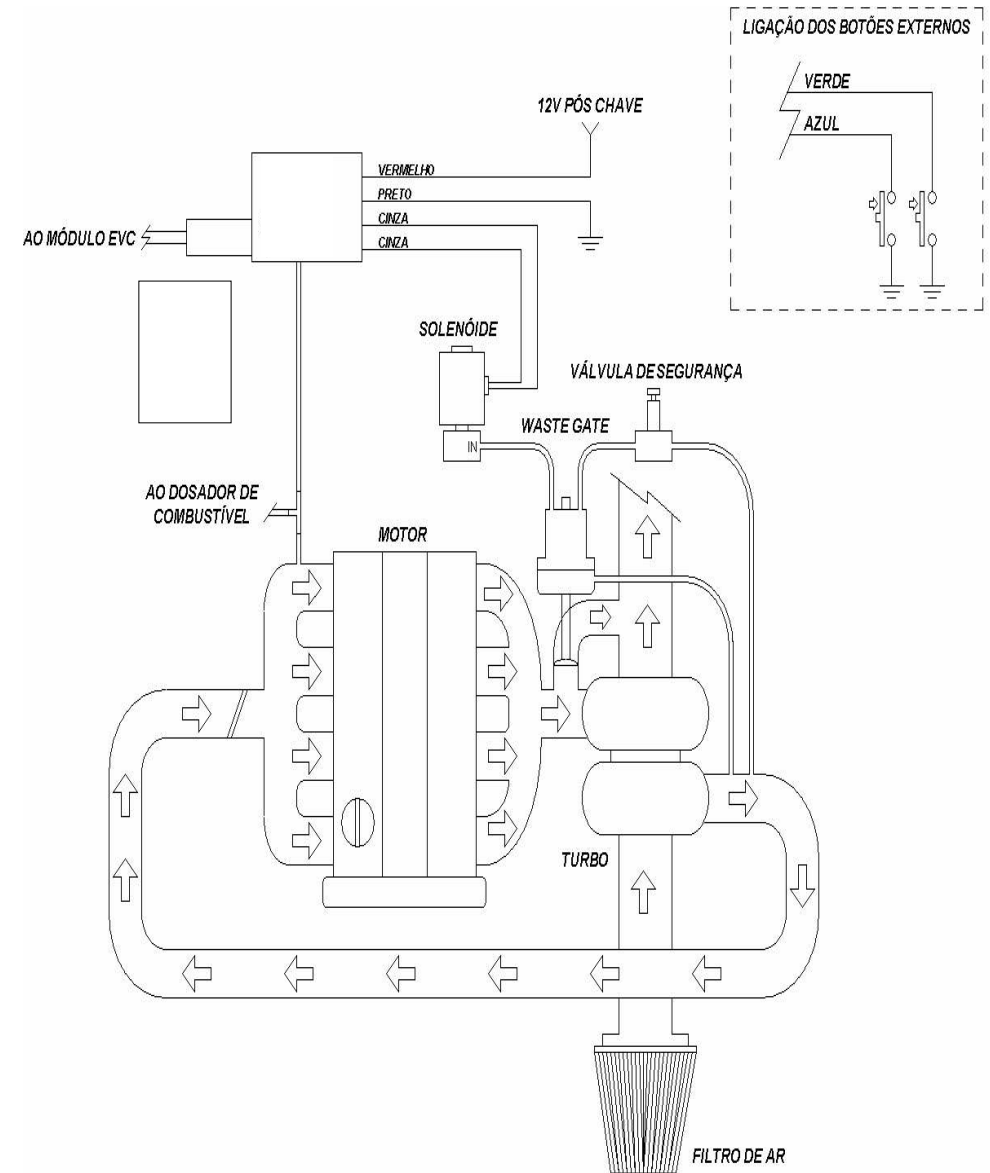 LIGAÇÃO DOS BOTÕES EXTERNOS
VERDE
AZUL
12V PÓS CHAVE
VERMELHO
PRETO
CINZA
CINZA
AO MÓDULO EVC
SOLENÓIDE
VÁLVULA DE SEGURANÇA
WASTE GATE
IN
AO DOSADOR DE
COMBUSTÍVEL
MOTOR
TURBO
FILTRO DE AR